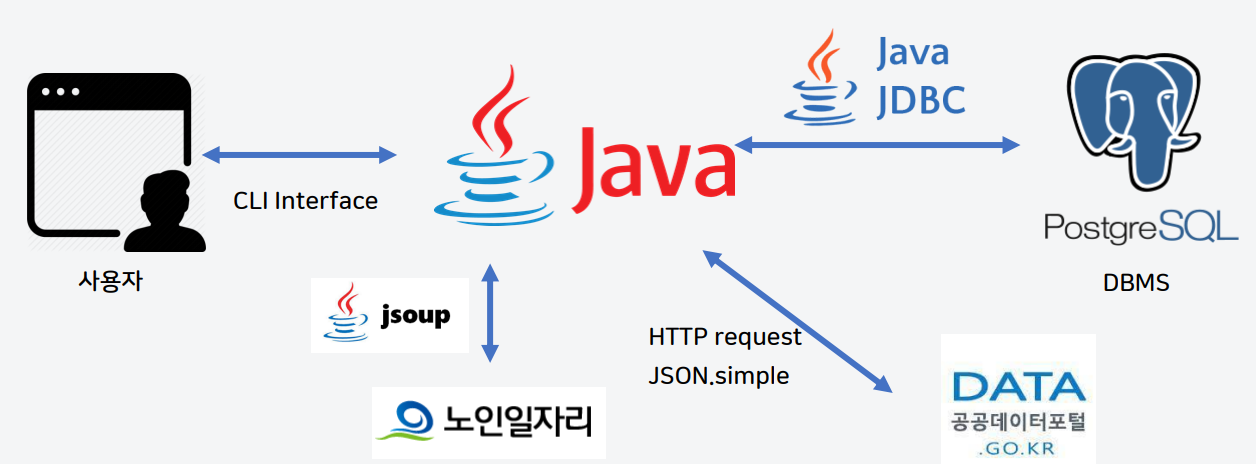 Java
JDBC
Java
CLI Interface
PostgreSQL
사용자
DBMS
jsoup
HTTP request
JSON.simple
노인일자리
DATA
공공데이터포털
.GO.KR